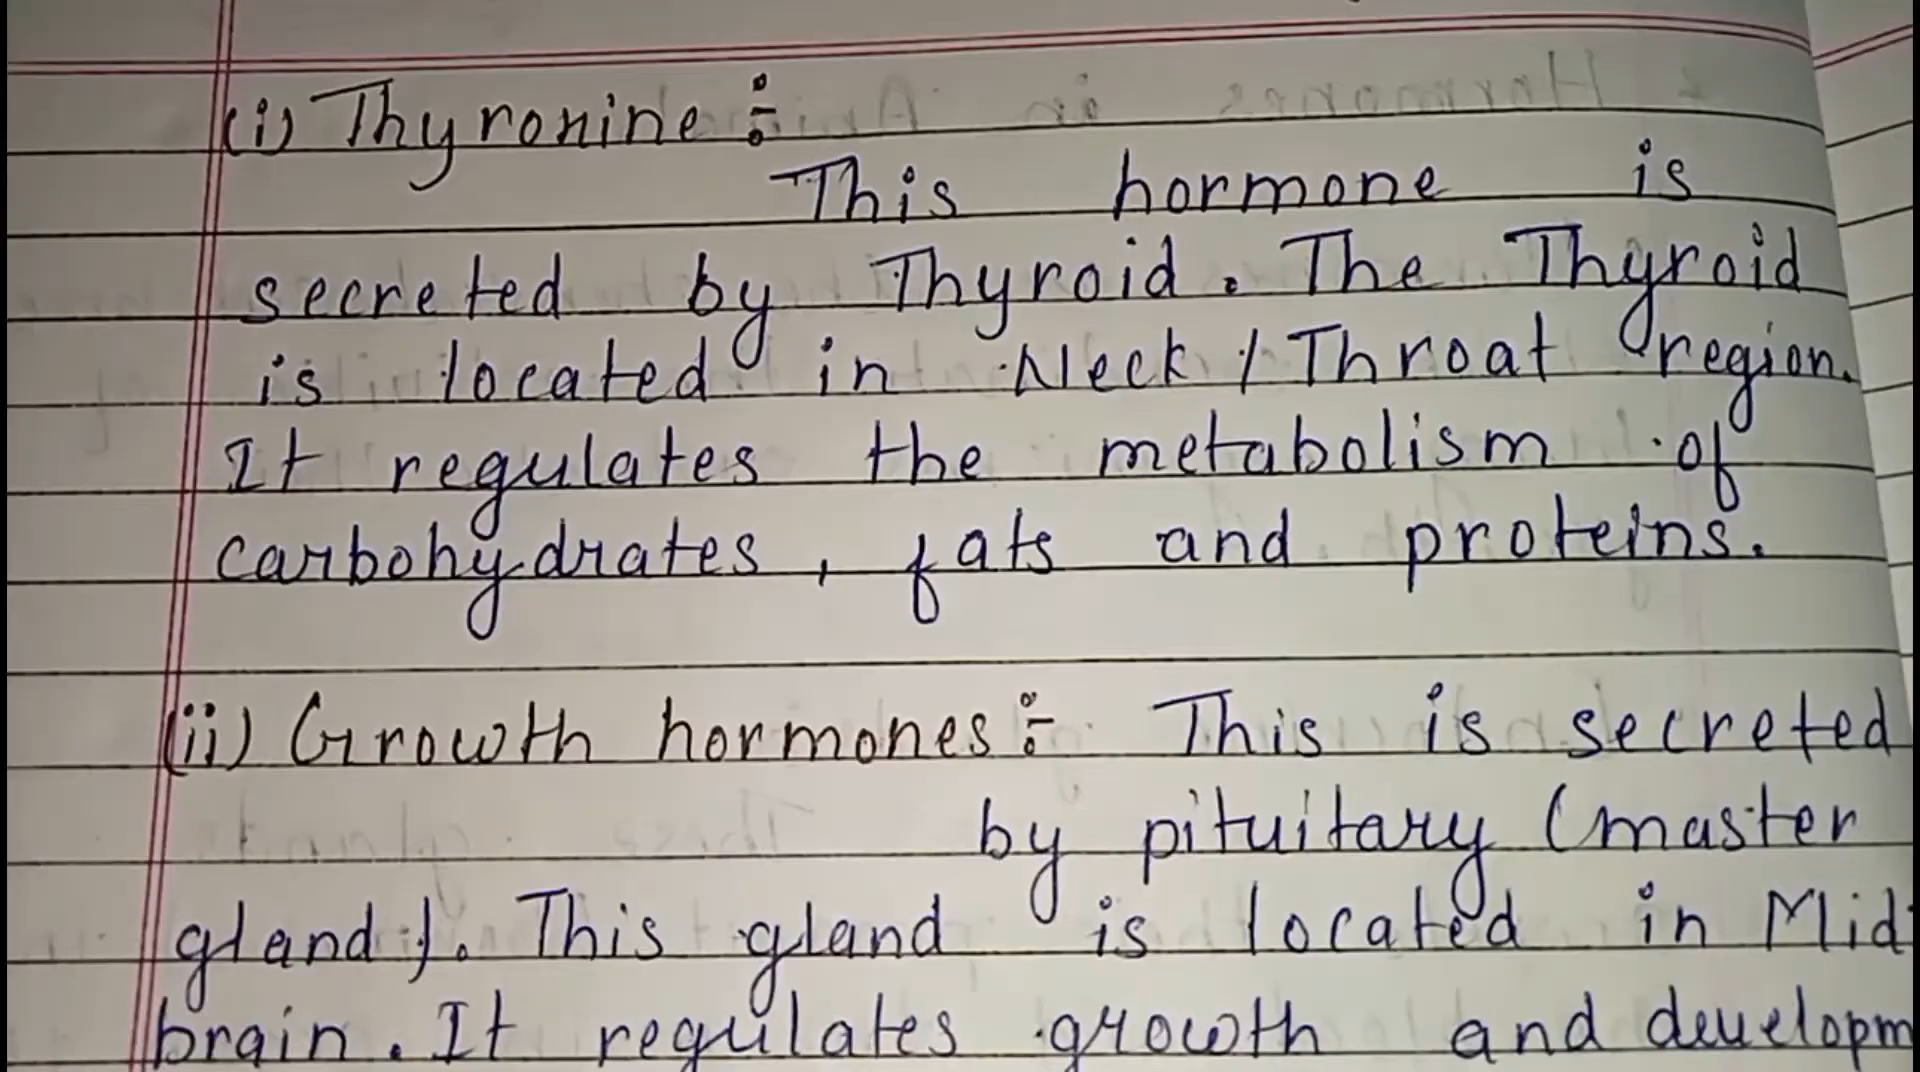 (i) Thyronine :-
This hormone is
secreted by Thyroid. The Thyroid
is located in Neck / Throat region.
It regulates the metabolism of
carbohydrates, fats and proteins.
(ii) Growth hormones :- This is secreted
by pituitary (master
gland). This gland is located in Mid
brain. It regulates growth and developm